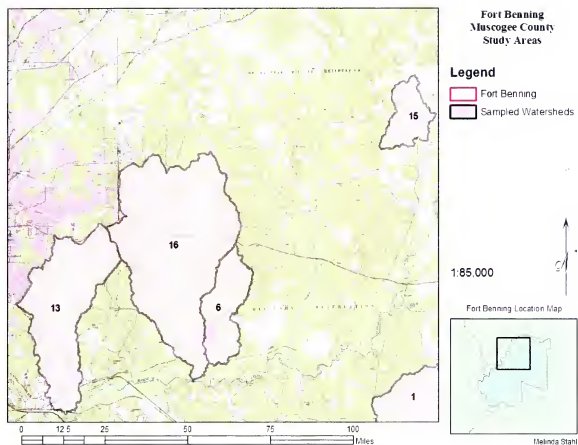 Fort Benning
Muscogee County
Study Areas
Legend
Fort Benning
Sampled Watersheds
15
16
13
6
1
1:85,000
Fort Benning Location Map
0 12.5 25 50 75 100
Miles
Melinda Stahl